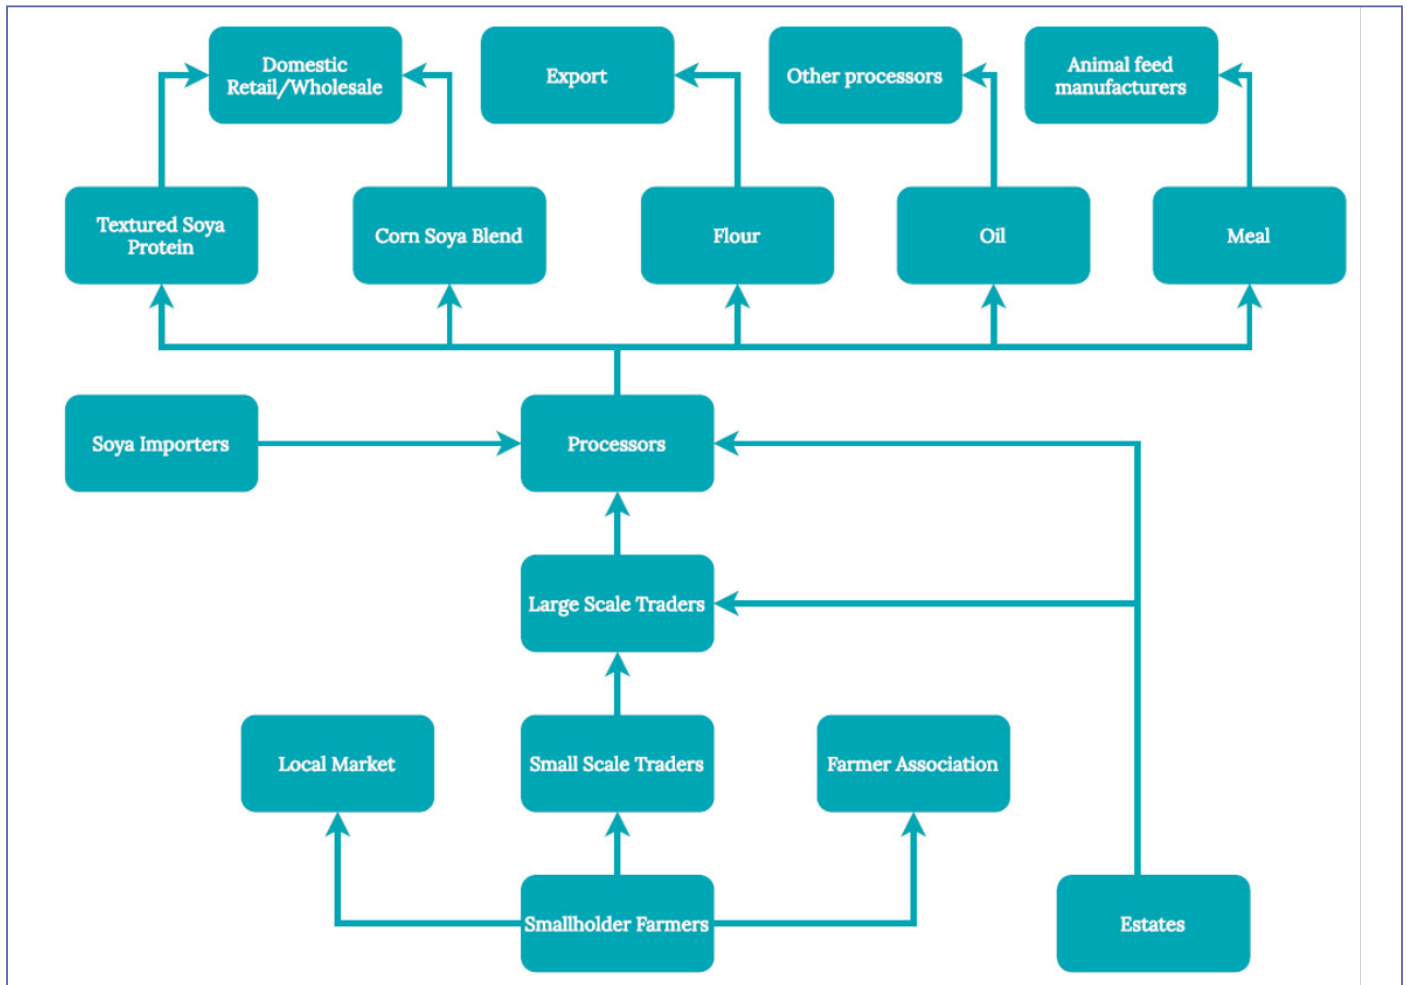 Domestic
Retail/Wholesale
Export
Other processors
Animal feed
manufacturers
Textured Soya
Protein
Corn Soya Blend
Flour
Oil
Meal
Soya Importers
Processors
Large Scale Traders
Local Market
Small Scale Traders
Farmer Association
Smallholder Farmers
Estates